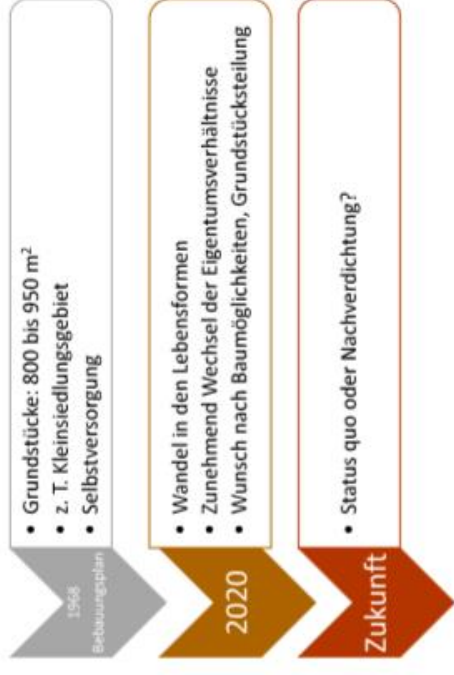 1968
Bebauungsplan
• Grundstücke: 800 bis 950 m²
• z. T. Kleinsiedlungsgebiet
• Selbstversorgung
2020
• Wandel in den Lebensformen
• Zunehmend Wechsel der Eigentumsverhältnisse
• Wunsch nach Baumöglichkeiten, Grundstücksteilung
Zukunft
• Status quo oder Nachverdichtung?